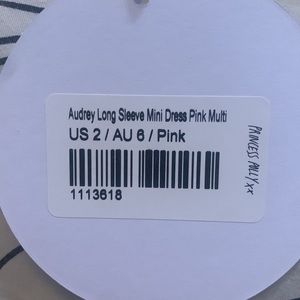 Audrey Long Sleeve Mini Dress Pink Multi
US 2 / AU 6 / Pink
1113618
PRINCESS POLLY xx